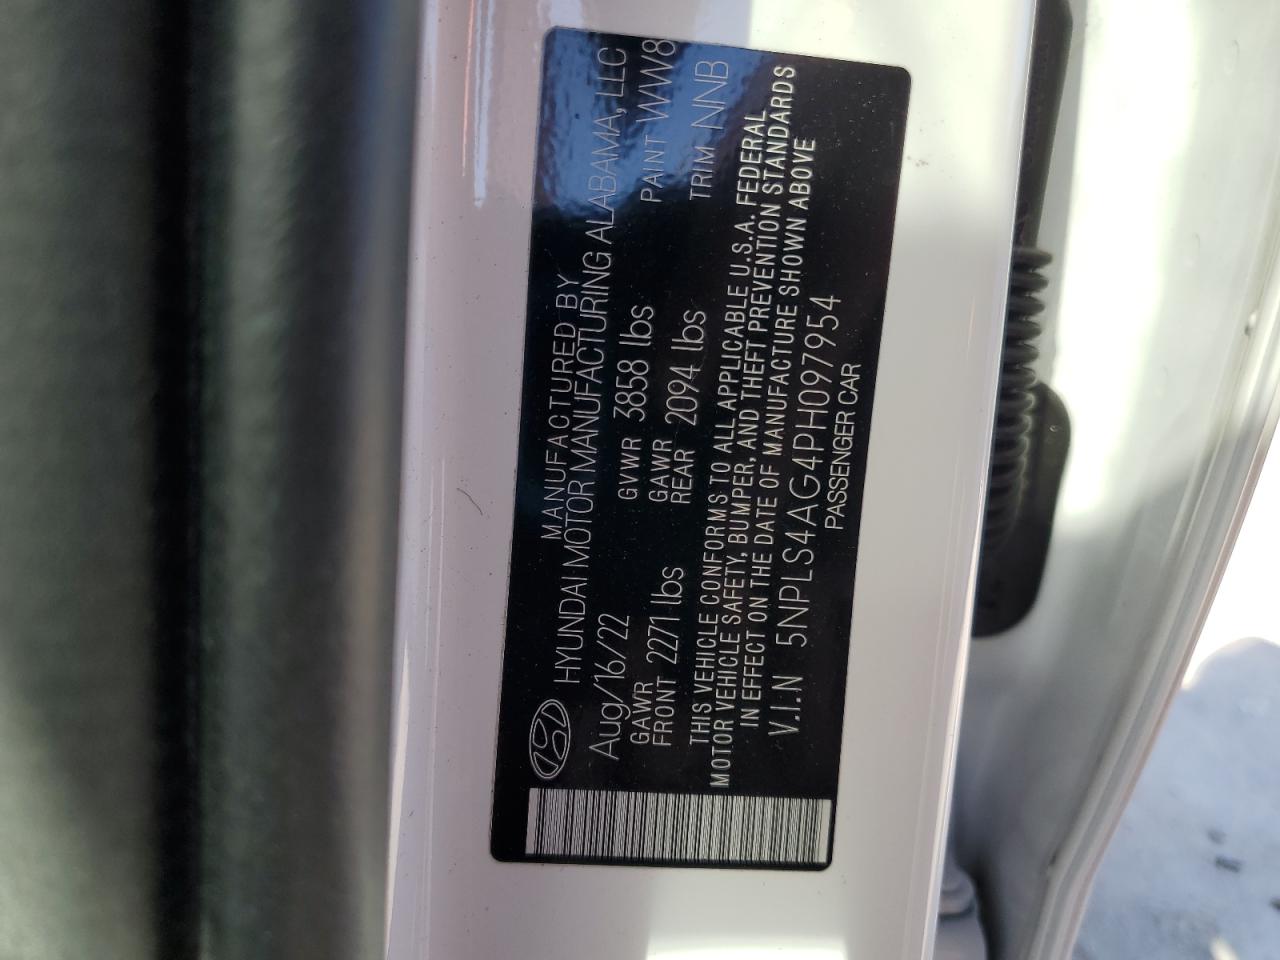 MANUFACTURED BY
HYUNDAI MOTOR MANUFACTURING ALABAMA, LLC
Aug/16/22 GVWR 3858 lbs PAINT WW8
GAWR FRONT 2271 lbs GAWR REAR 2094 lbs TRIM NNB
THIS VEHICLE CONFORMS TO ALL APPLICABLE U.S.A. FEDERAL
MOTOR VEHICLE SAFETY, BUMPER, AND THEFT PREVENTION STANDARDS
IN EFFECT ON THE DATE OF MANUFACTURE SHOWN ABOVE
V.I.N 5NPLS4AG4PH097954
PASSENGER CAR